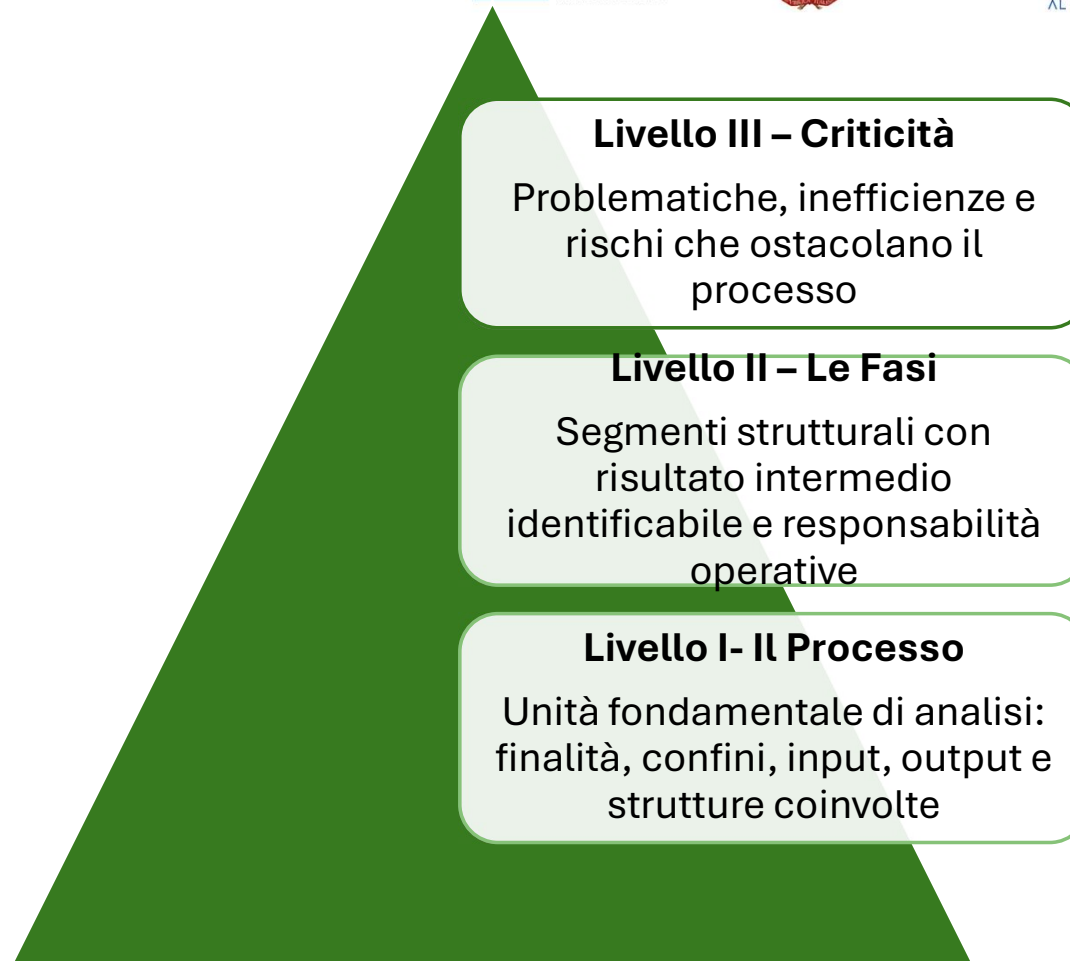 Livello III – Criticità
Problematiche, inefficienze e
rischi che ostacolano il
processo
Livello II – Le Fasi
Segmenti strutturali con
risultato intermedio
identificabile e responsabilità
operative
Livello I- Il Processo
Unità fondamentale di analisi:
finalità, confini, input, output e
strutture coinvolte